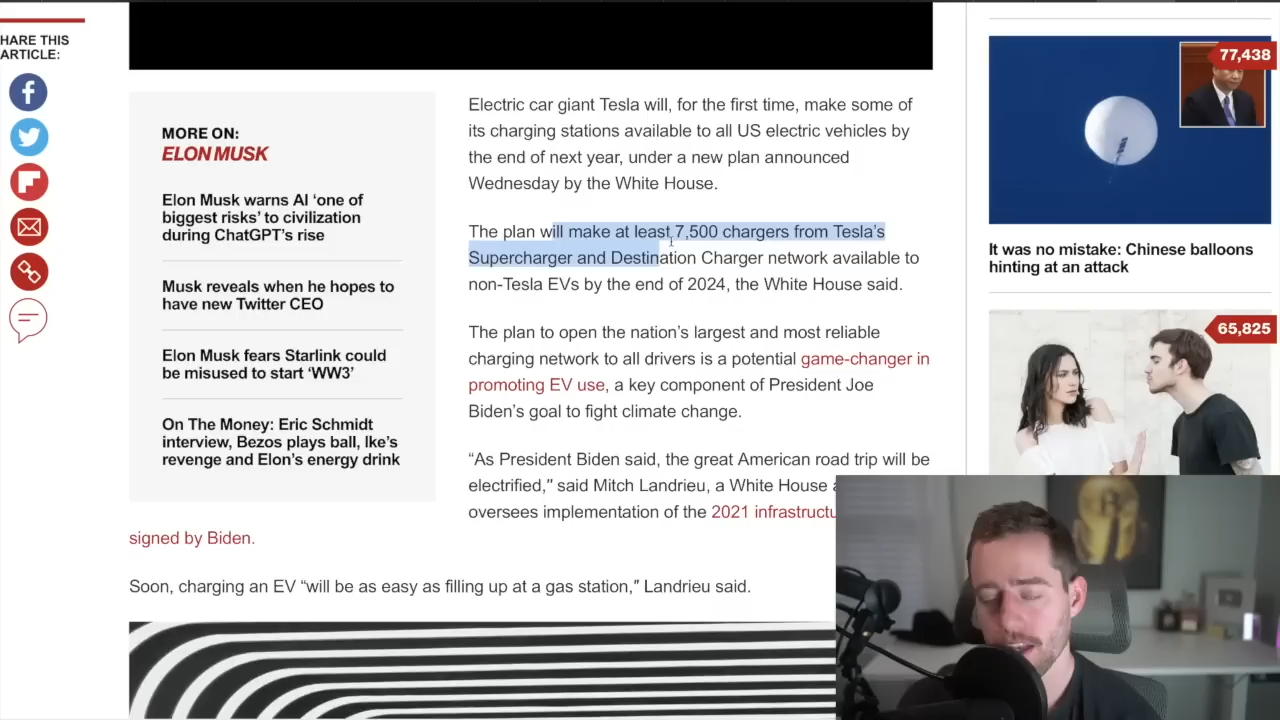 HARE THIS
ARTICLE:
MORE ON:
ELON MUSK
Elon Musk warns AI ‘one of
biggest risks’ to civilization
during ChatGPT’s rise
Musk reveals when he hopes to
have new Twitter CEO
Elon Musk fears Starlink could
be misused to start ‘WW3’
On The Money: Eric Schmidt
interview, Bezos plays ball, Ike’s
revenge and Elon’s energy drink
Electric car giant Tesla will, for the first time, make some of
its charging stations available to all US electric vehicles by
the end of next year, under a new plan announced
Wednesday by the White House.
The plan will make at least 7,500 chargers from Tesla’s
Supercharger and Destination Charger network available to
non-Tesla EVs by the end of 2024, the White House said.
The plan to open the nation’s largest and most reliable
charging network to all drivers is a potential game-changer in
promoting EV use, a key component of President Joe
Biden’s goal to fight climate change.
“As President Biden said, the great American road trip will be
electrified,” said Mitch Landrieu, a White House
oversees implementation of the 2021 infrastructu
signed by Biden.
Soon, charging an EV “will be as easy as filling up at a gas station,” Landrieu said.
77,438
It was no mistake: Chinese balloons
hinting at an attack
65,825